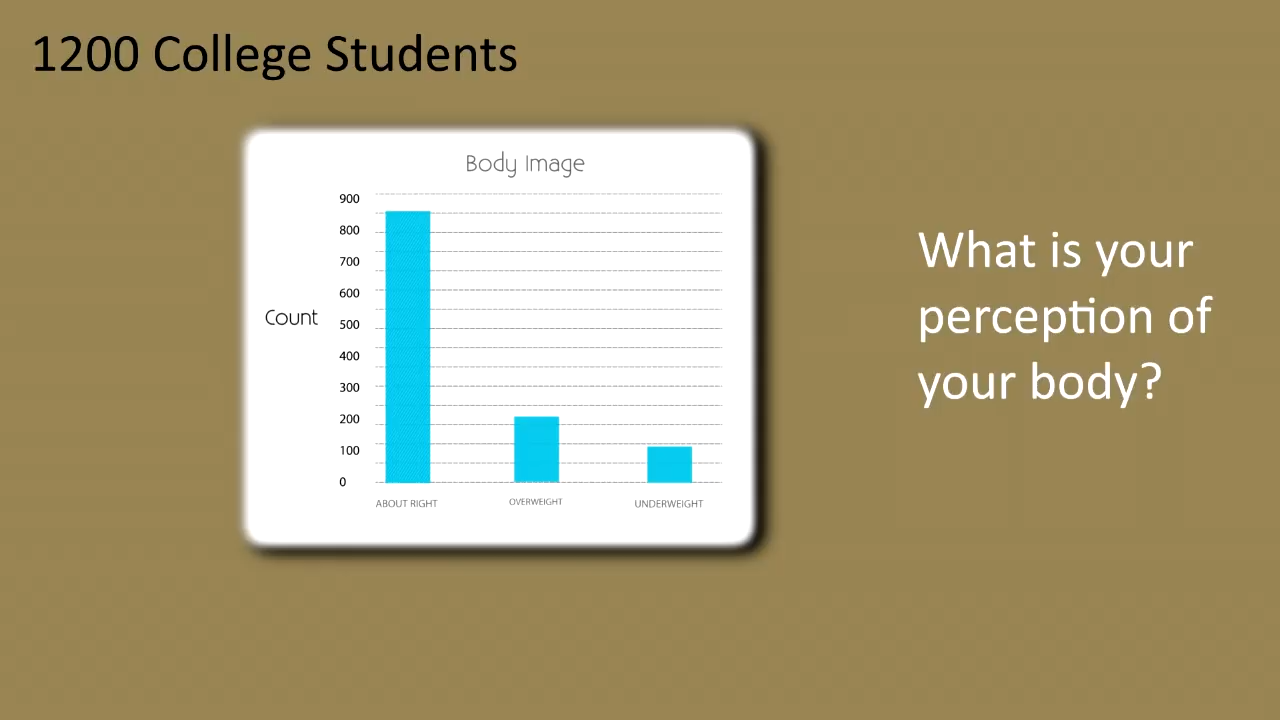 1200 College Students
Body Image
900
800
700
600
500
400
300
200
100
0
Count
ABOUT RIGHT
OVERWEIGHT
UNDERWEIGHT
What is your
perception of
your body?